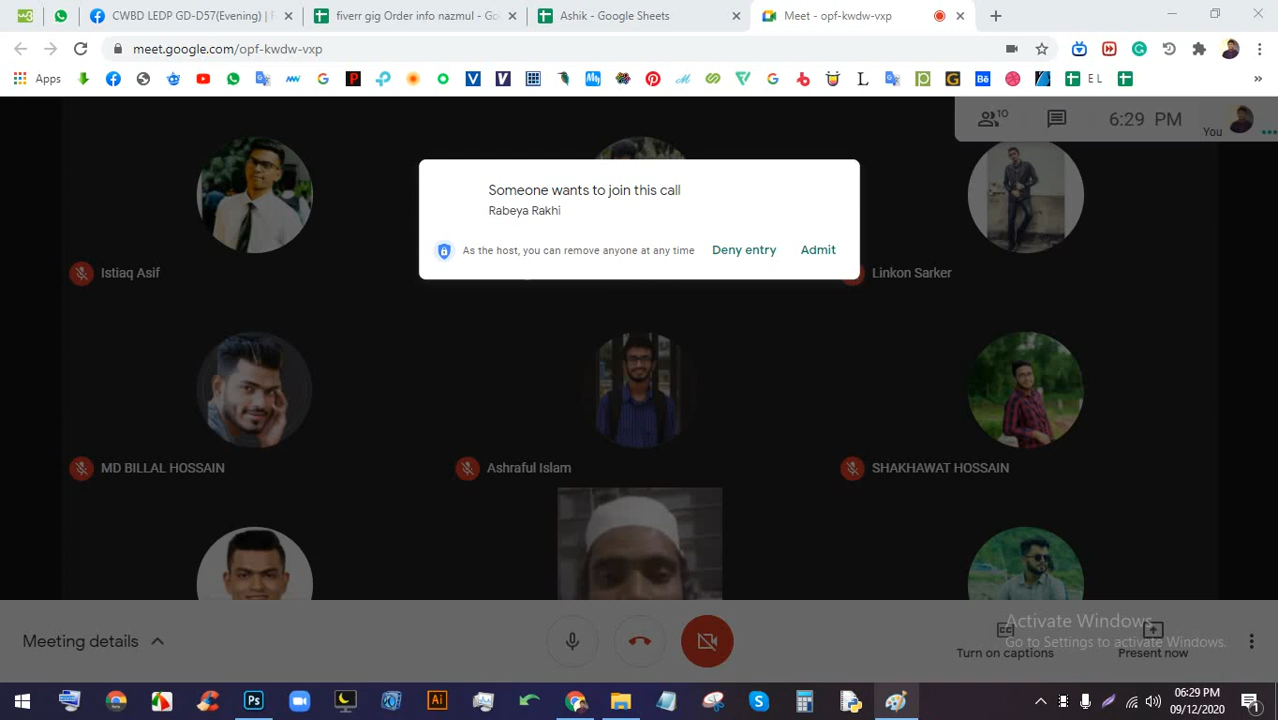 CWBD LEDP GD-D57(Evening) |
fiverr gig Order info nazmul - Go
Ashik - Google Sheets
Meet - opf-kwdw-vxp
meet.google.com/opf-kwdw-vxp
Apps
E L
10
6:29 PM
You
Someone wants to join this call
Rabeya Rakhi
As the host, you can remove anyone at any time
Deny entry
Admit
Istiaq Asif
Linkon Sarker
MD BILLAL HOSSAIN
Ashraful Islam
SHAKHAWAT HOSSAIN
Meeting details
Activate Windows
Go to Settings to activate Windows.
Turn on captions
Present now
06:29 PM
09/12/2020
1